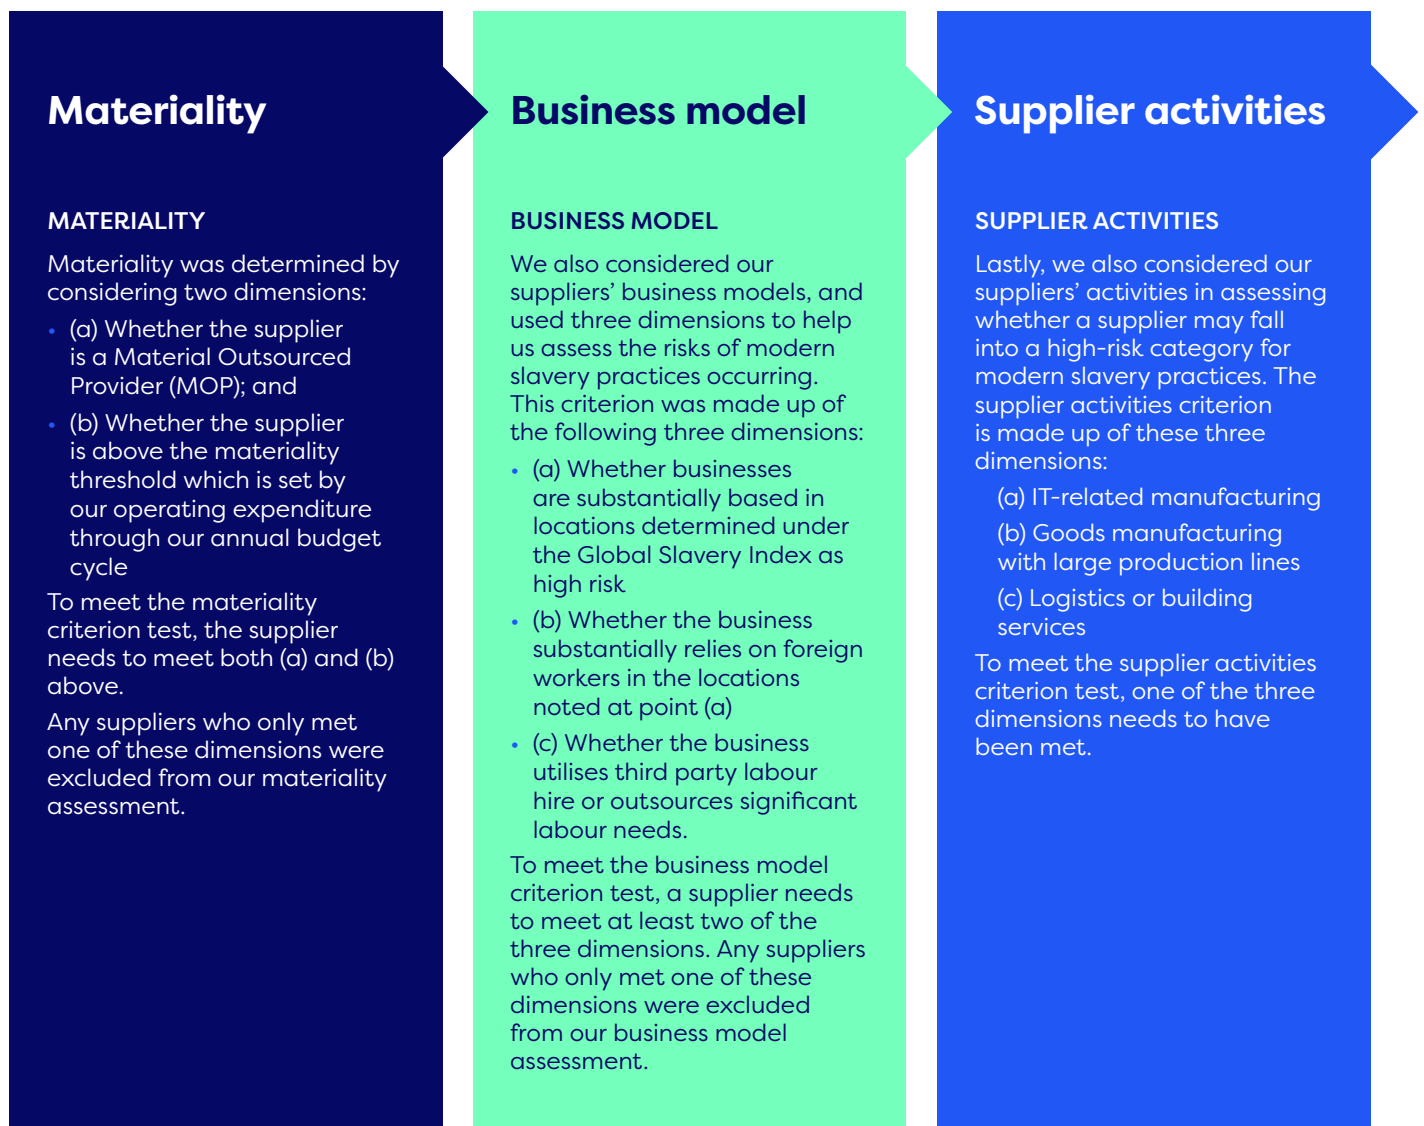 Materiality
MATERIALITY
Materiality was determined by
considering two dimensions:
• (a) Whether the supplier
is a Material Outsourced
Provider (MOP); and
• (b) Whether the supplier
is above the materiality
threshold which is set by
our operating expenditure
through our annual budget
cycle
To meet the materiality
criterion test, the supplier
needs to meet both (a) and (b)
above.
Any suppliers who only met
one of these dimensions were
excluded from our materiality
assessment.
Business model
BUSINESS MODEL
We also considered our
suppliers’ business models, and
used three dimensions to help
us assess the risks of modern
slavery practices occurring.
This criterion was made up of
the following three dimensions:
• (a) Whether businesses
are substantially based in
locations determined under
the Global Slavery Index as
high risk
• (b) Whether the business
substantially relies on foreign
workers in the locations
noted at point (a)
• (c) Whether the business
utilises third party labour
hire or outsources significant
labour needs.
To meet the business model
criterion test, a supplier needs
to meet at least two of the
three dimensions. Any suppliers
who only met one of these
dimensions were excluded
from our business model
assessment.
Supplier activities
SUPPLIER ACTIVITIES
Lastly, we also considered our
suppliers’ activities in assessing
whether a supplier may fall
into a high-risk category for
modern slavery practices. The
supplier activities criterion
is made up of these three
dimensions:
(a) IT-related manufacturing
(b) Goods manufacturing
with large production lines
(c) Logistics or building
services
To meet the supplier activities
criterion test, one of the three
dimensions needs to have
been met.